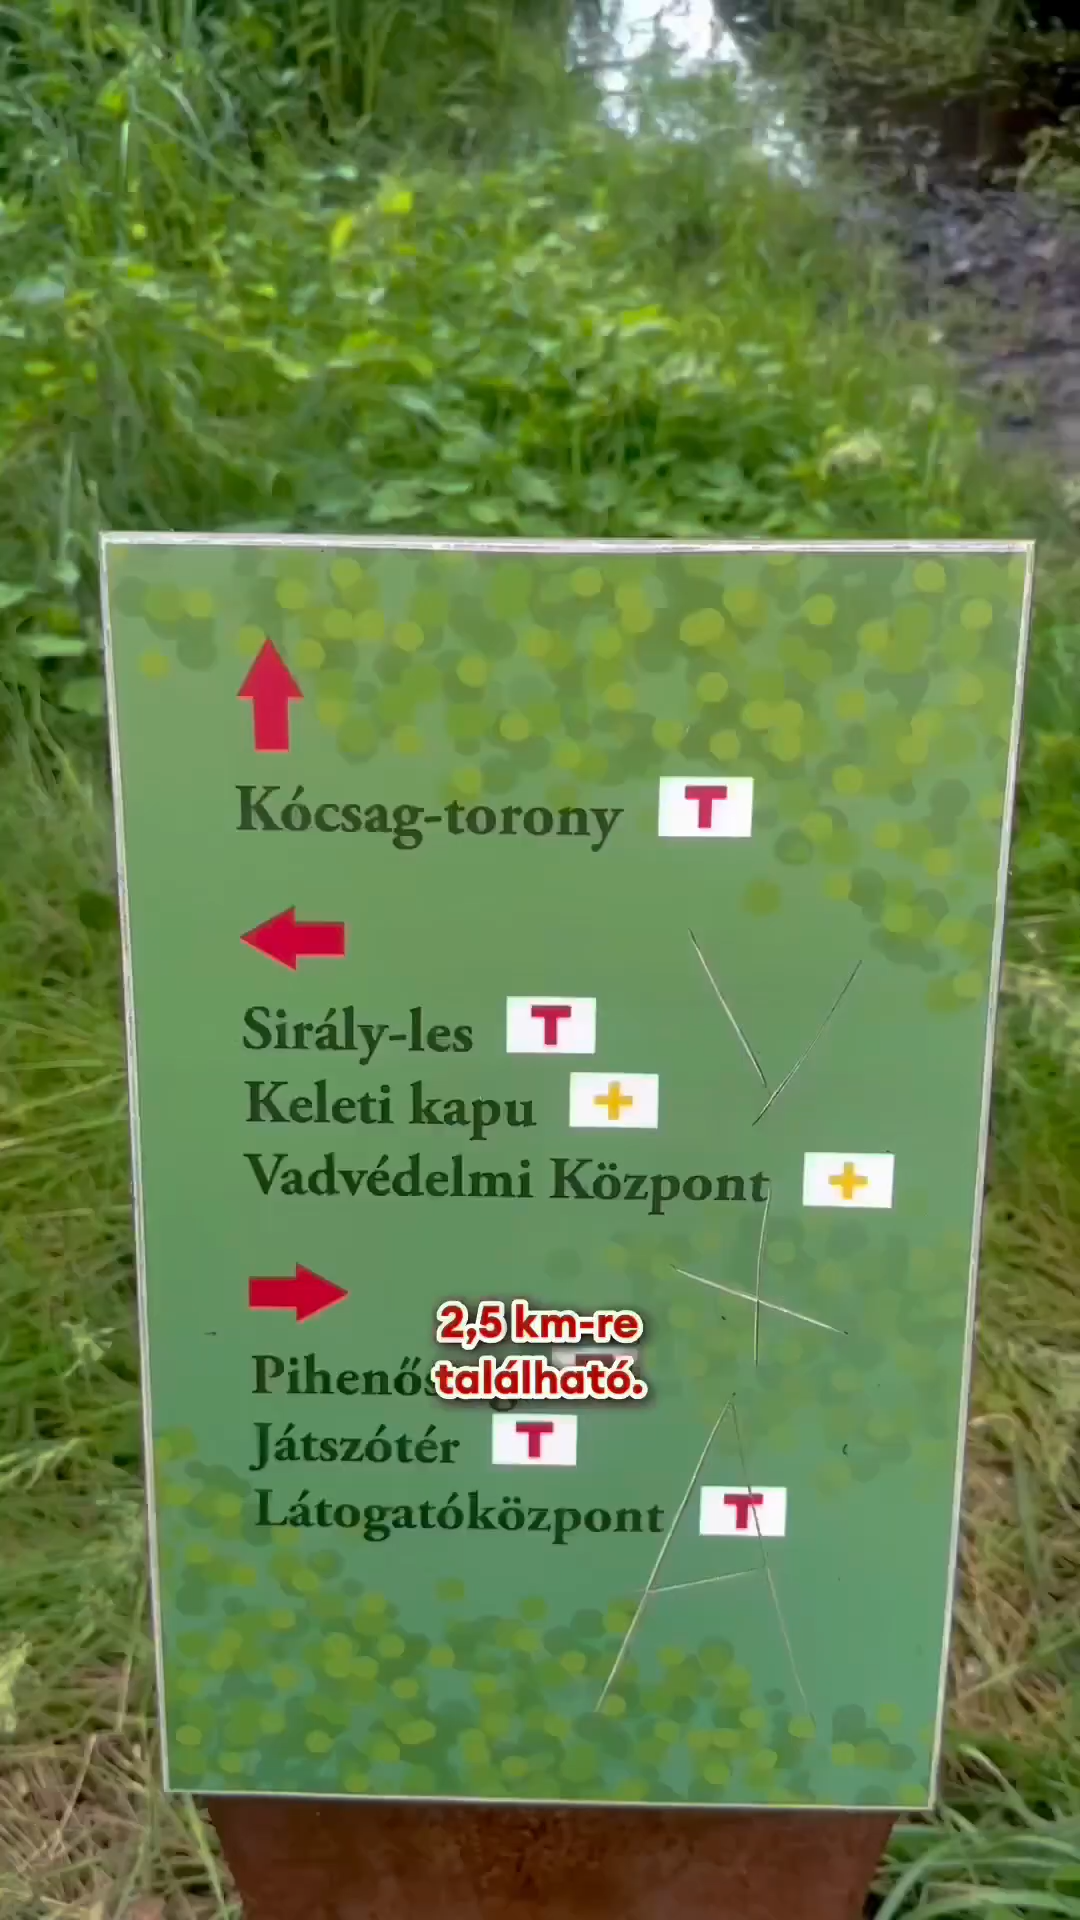 Kócsag-torony T
Sirály-les T
Keleti kapu +
Vadvédelmi Központ +
2,5 km-re
található.
Játszótér T
Látogatóközpont T